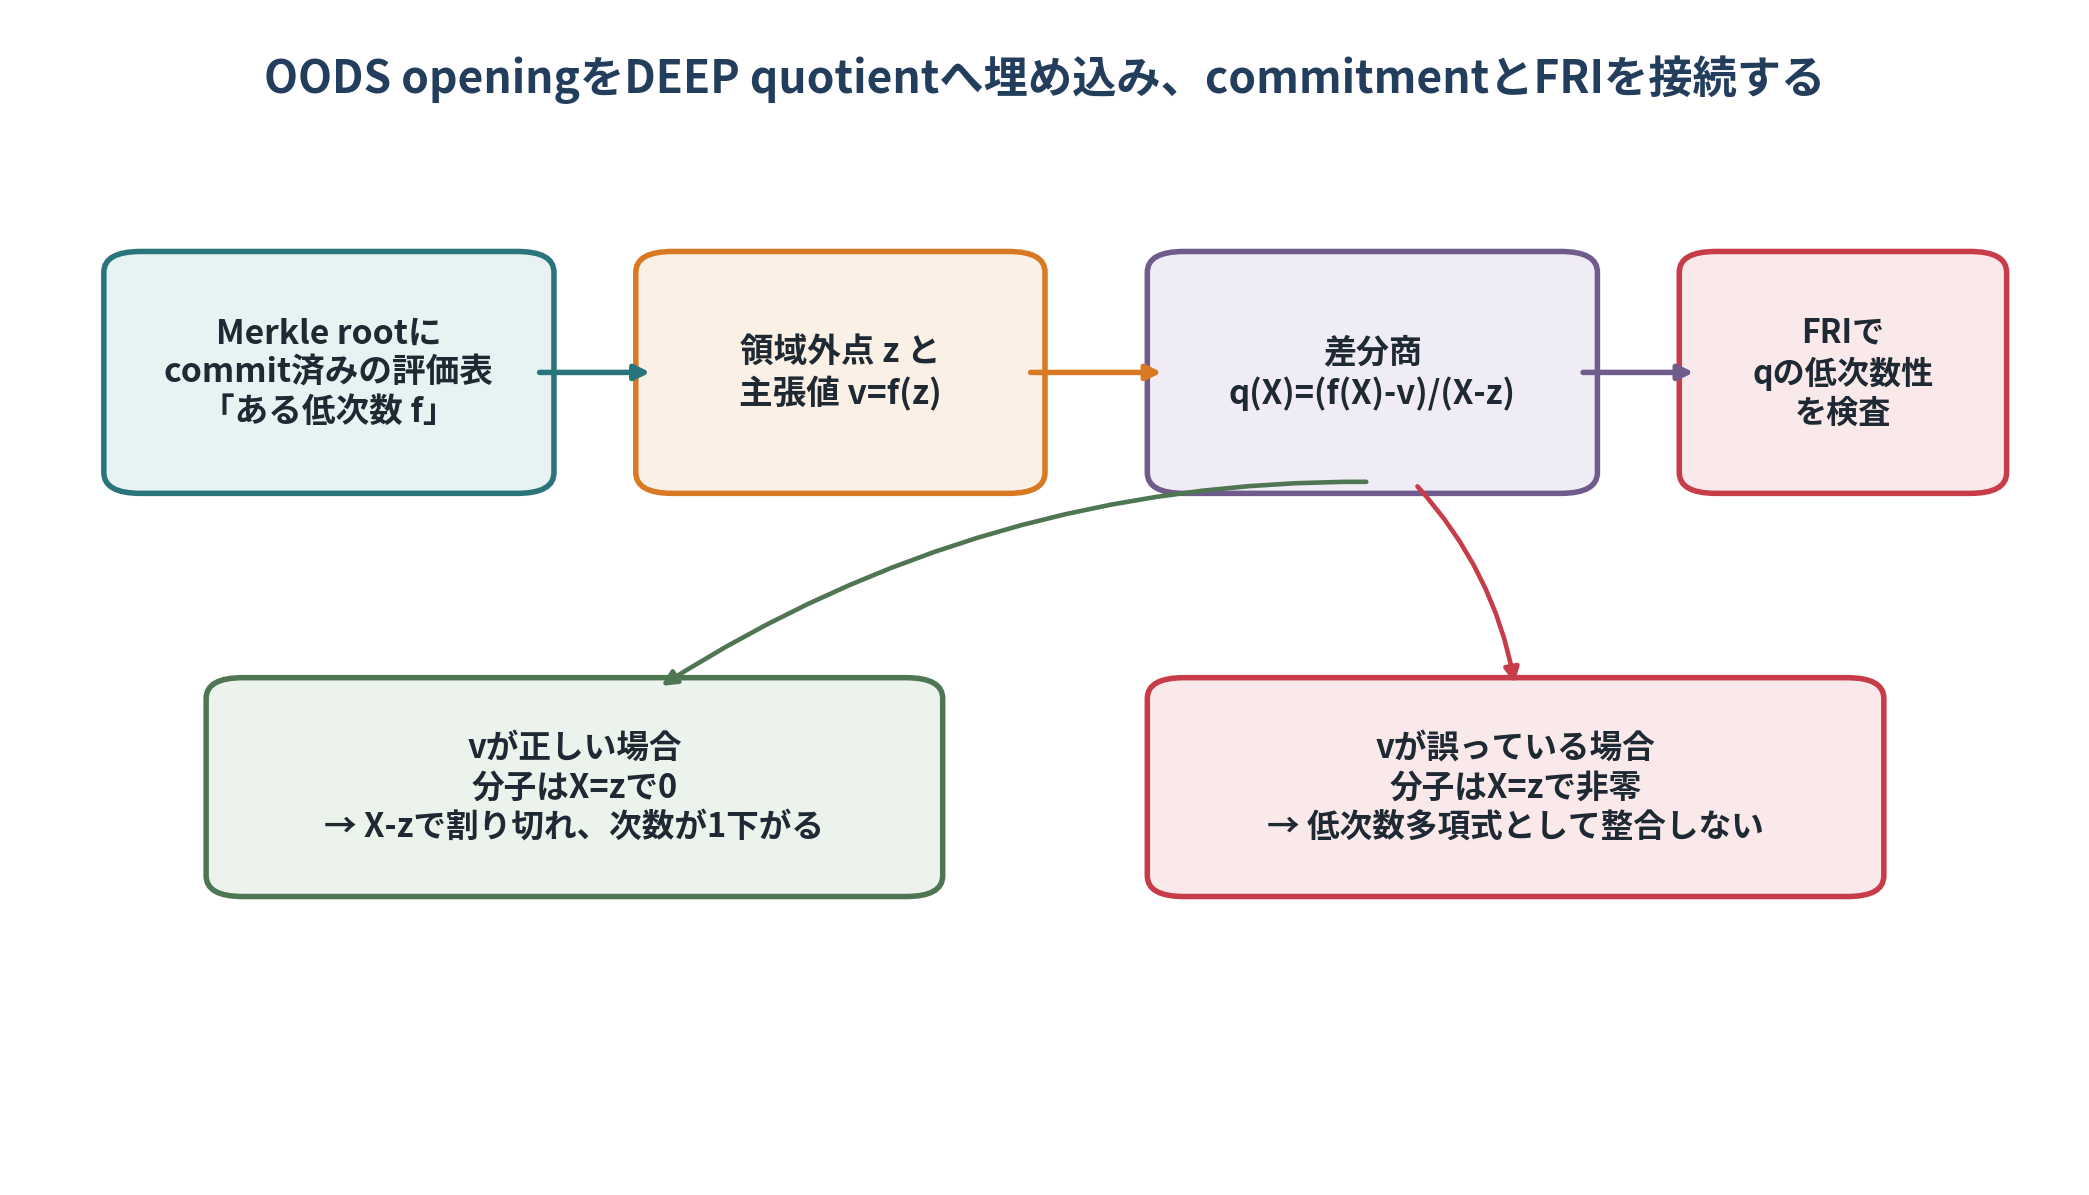 OODS openingをDEEP quotientへ埋め込み、commitmentとFRIを接続する
Merkle rootに
commit済みの評価表
「ある低次数 f」
領域外点 z と
主張値 v=f(z)
差分商
q(X)=(f(X)-v)/(X-z)
FRIで
qの低次数性
を検査
vが正しい場合
分子はX=zで0
→ X-zで割り切れ、次数が1下がる
vが誤っている場合
分子はX=zで非零
→ 低次数多項式として整合しない